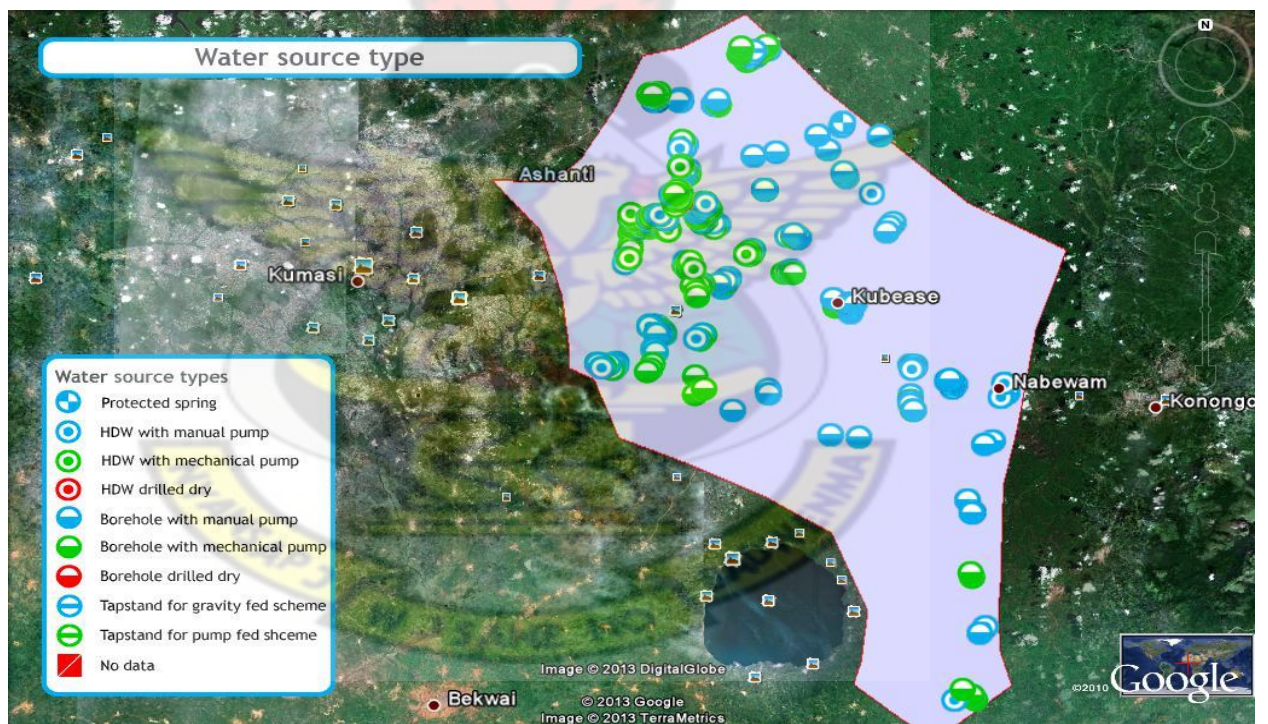 Water source type
N
Ashanti
Kumasi
Kubease
Nabewam
Konongo
Water source types
Protected spring
HDW with manual pump
HDW with mechanical pump
HDW drilled dry
Borehole with manual pump
Borehole with mechanical pump
Borehole drilled dry
Tapstand for gravity fed scheme
Tapstand for pump fed shceme
No data
Image © 2013 DigitalGlobe
Bekwai
© 2013 Google
Image © 2013 TerraMetrics
©2010 Google